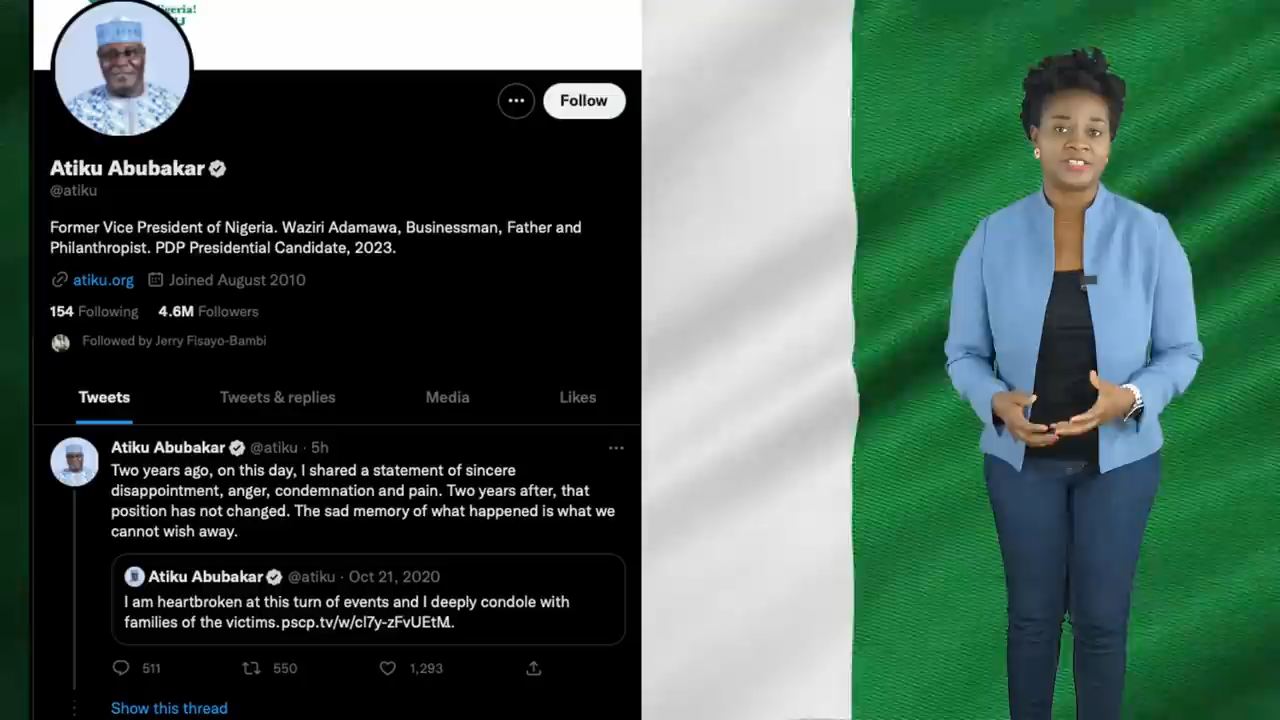 igeria!
Follow
Atiku Abubakar
@atiku
Former Vice President of Nigeria. Waziri Adamawa, Businessman, Father and
Philanthropist. PDP Presidential Candidate, 2023.
atiku.org Joined August 2010
154 Following 4.6M Followers
Followed by Jerry Fisayo-Bambi
Tweets Tweets & replies Media Likes
Atiku Abubakar @atiku · 5h
Two years ago, on this day, I shared a statement of sincere
disappointment, anger, condemnation and pain. Two years after, that
position has not changed. The sad memory of what happened is what we
cannot wish away.
Atiku Abubakar @atiku · Oct 21, 2020
I am heartbroken at this turn of events and I deeply condole with
families of the victims. pscp.tv/w/cl7y-zFvUEtM.
511 550 1,293
Show this thread